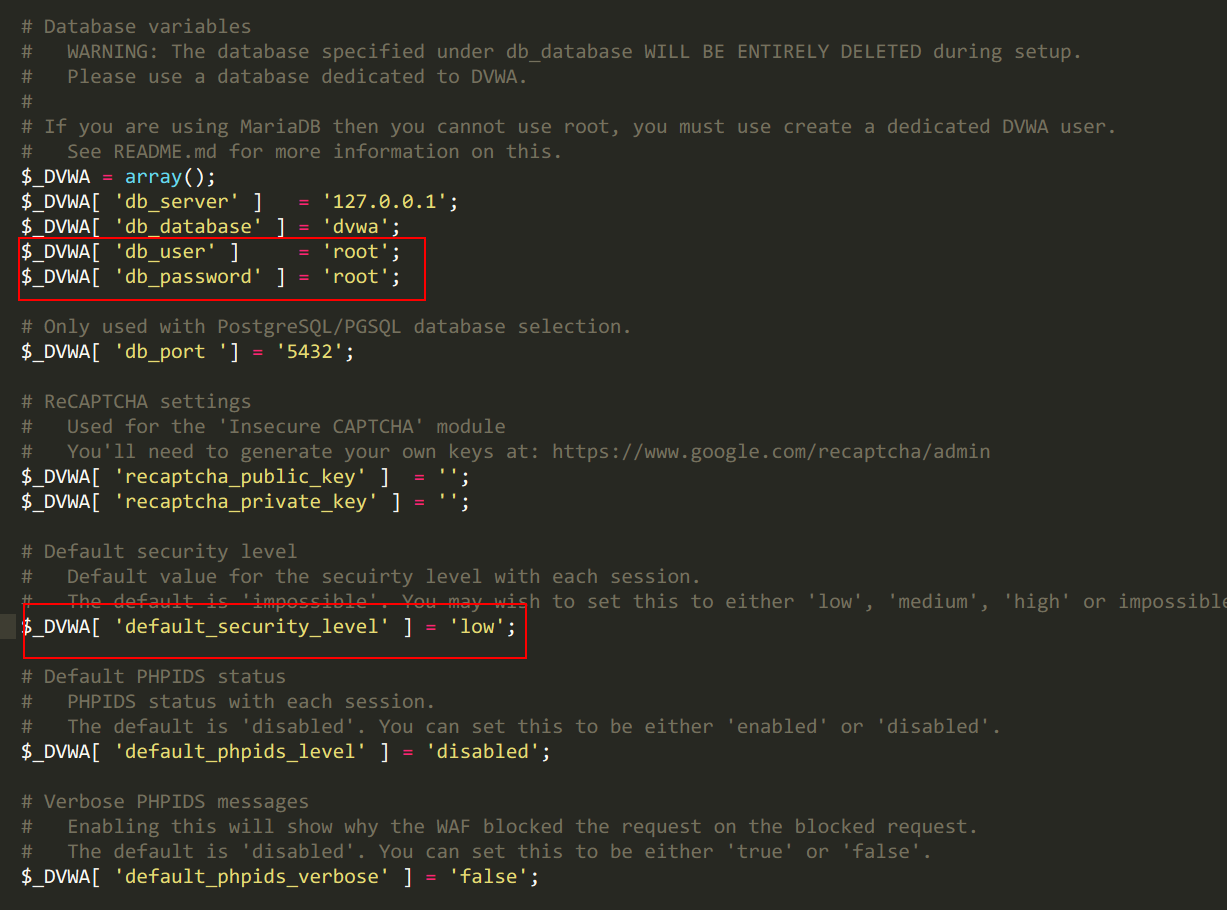 # Database variables
#   WARNING: The database specified under db_database WILL BE ENTIRELY DELETED during setup.
#   Please use a database dedicated to DVWA.
#
# If you are using MariaDB then you cannot use root, you must use create a dedicated DVWA user.
#   See README.md for more information on this.
$_DVWA = array();
$_DVWA[ 'db_server' ]   = '127.0.0.1';
$_DVWA[ 'db_database' ] = 'dvwa';
$_DVWA[ 'db_user' ]     = 'root';
$_DVWA[ 'db_password' ] = 'root';
# Only used with PostgreSQL/PGSQL database selection.
$_DVWA[ 'db_port '] = '5432';
# ReCAPTCHA settings
#   Used for the 'Insecure CAPTCHA' module
#   You'll need to generate your own keys at: https://www.google.com/recaptcha/admin
$_DVWA[ 'recaptcha_public_key' ]  = '';
$_DVWA[ 'recaptcha_private_key' ] = '';
# Default security level
#   Default value for the secuirty level with each session.
#   The default is 'impossible'. You may wish to set this to either 'low', 'medium', 'high' or impossible
$_DVWA[ 'default_security_level' ] = 'low';
# Default PHPIDS status
#   PHPIDS status with each session.
#   The default is 'disabled'. You can set this to be either 'enabled' or 'disabled'.
$_DVWA[ 'default_phpids_level' ] = 'disabled';
# Verbose PHPIDS messages
#   Enabling this will show why the WAF blocked the request on the blocked request.
#   The default is 'disabled'. You can set this to be either 'true' or 'false'.
$_DVWA[ 'default_phpids_verbose' ] = 'false';